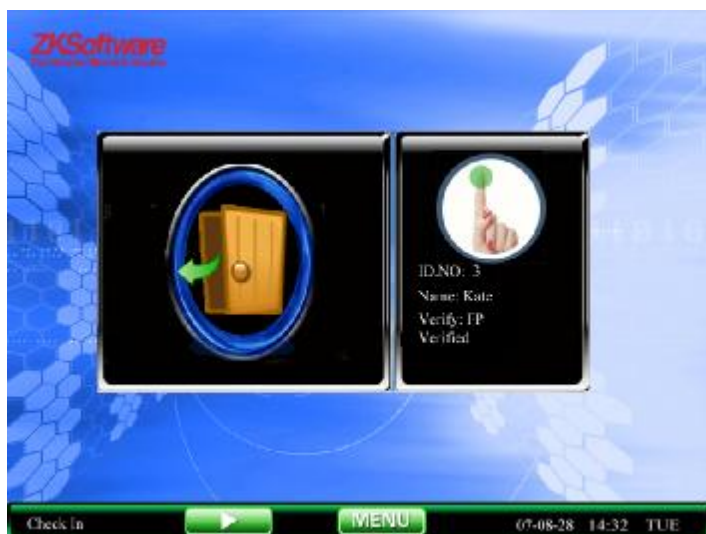 ZKSoftware
ID.NO: 3
Name: Kate
Verify: FP
Verified
Check In
MENU
07-08-28 14:32 TUE